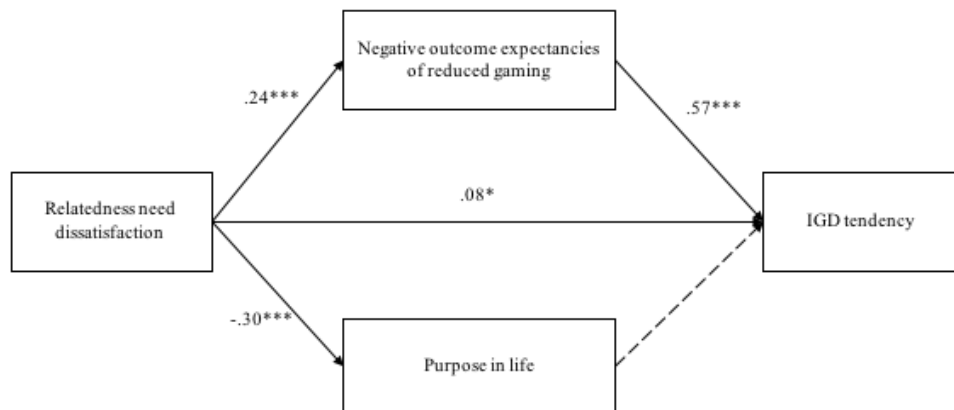 Negative outcome expectancies
of reduced gaming
.24***
.57***
Relatedness need
dissatisfaction
.08*
IGD tendency
-.30***
Purpose in life